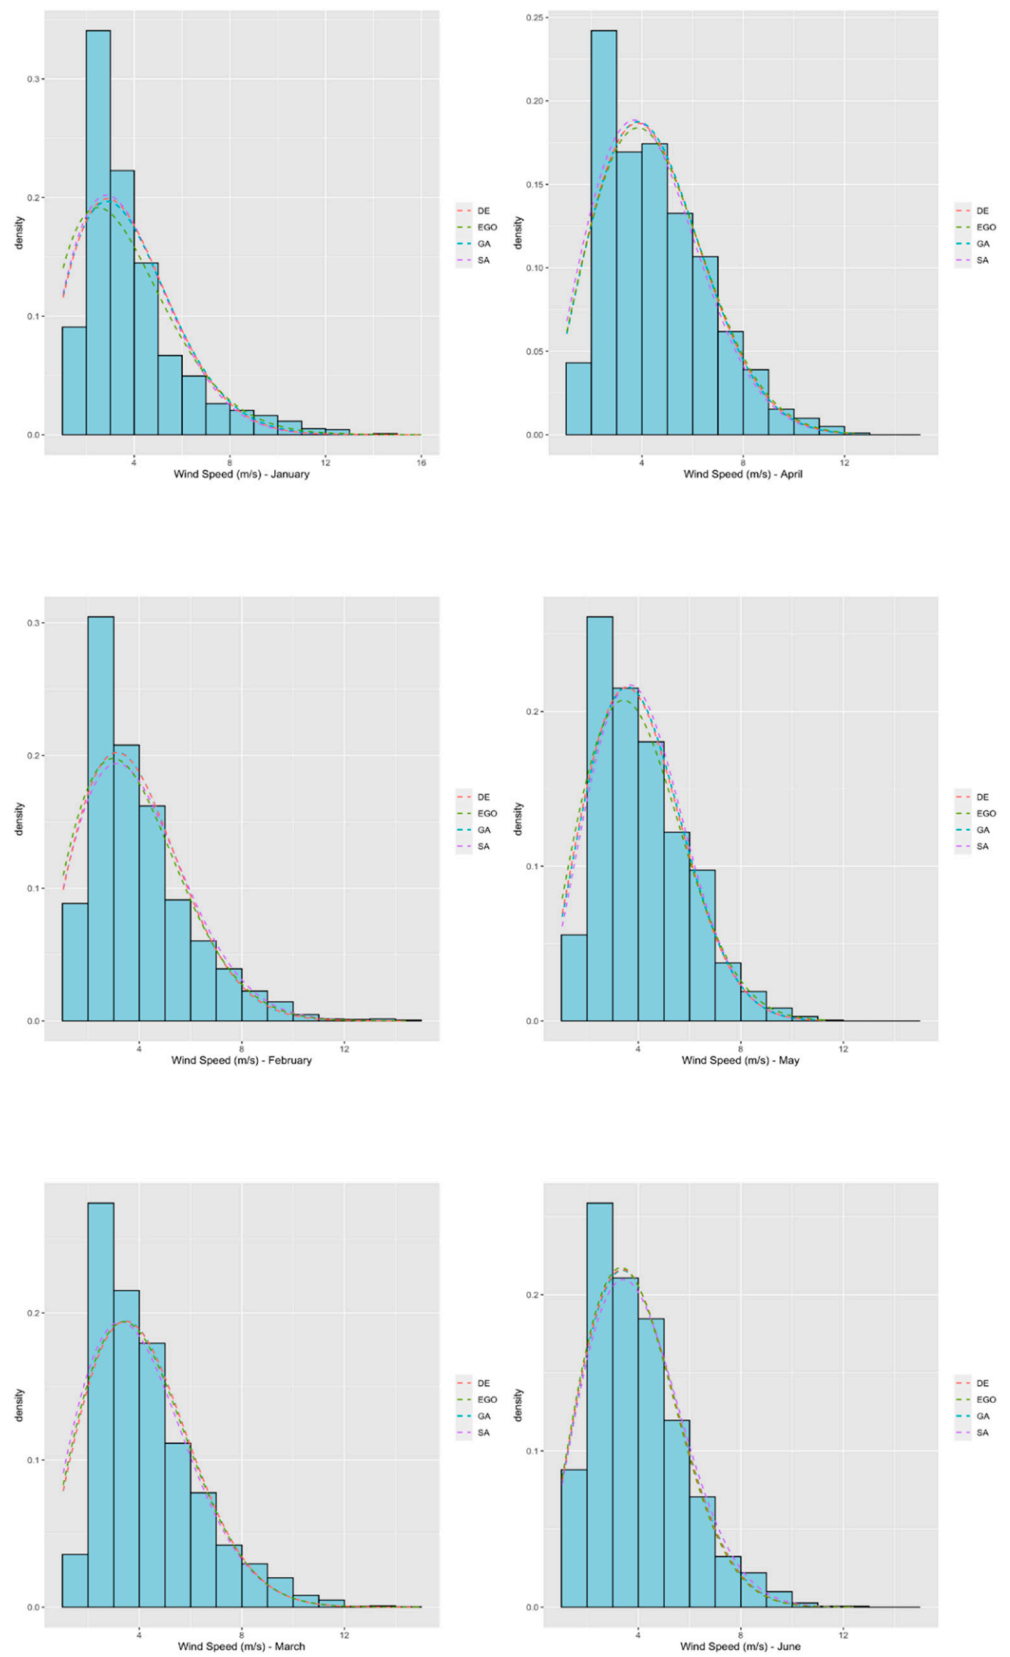 0.3
0.2
0.1
0.0
density
4
8
12
16
Wind Speed (m/s) - January
DE
EGO
GA
SA
0.25
0.20
0.15
0.10
0.05
0.00
density
4
8
12
Wind Speed (m/s) - April
DE
EGO
GA
SA
0.3
0.2
0.1
0.0
density
4
8
12
Wind Speed (m/s) - February
DE
EGO
GA
SA
0.2
0.1
0.0
density
4
8
12
Wind Speed (m/s) - May
DE
EGO
GA
SA
0.2
0.1
0.0
density
4
8
12
Wind Speed (m/s) - March
DE
EGO
GA
SA
0.2
0.1
0.0
density
4
8
12
Wind Speed (m/s) - June
DE
EGO
GA
SA